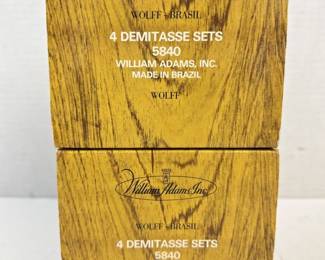 WOLFF - BRASIL
4 DEMITASSE SETS
5840
WILLIAM ADAMS, INC.
MADE IN BRAZIL
WOLFF
William Adams Inc.
WOLFF - BRASIL
4 DEMITASSE SETS
5840